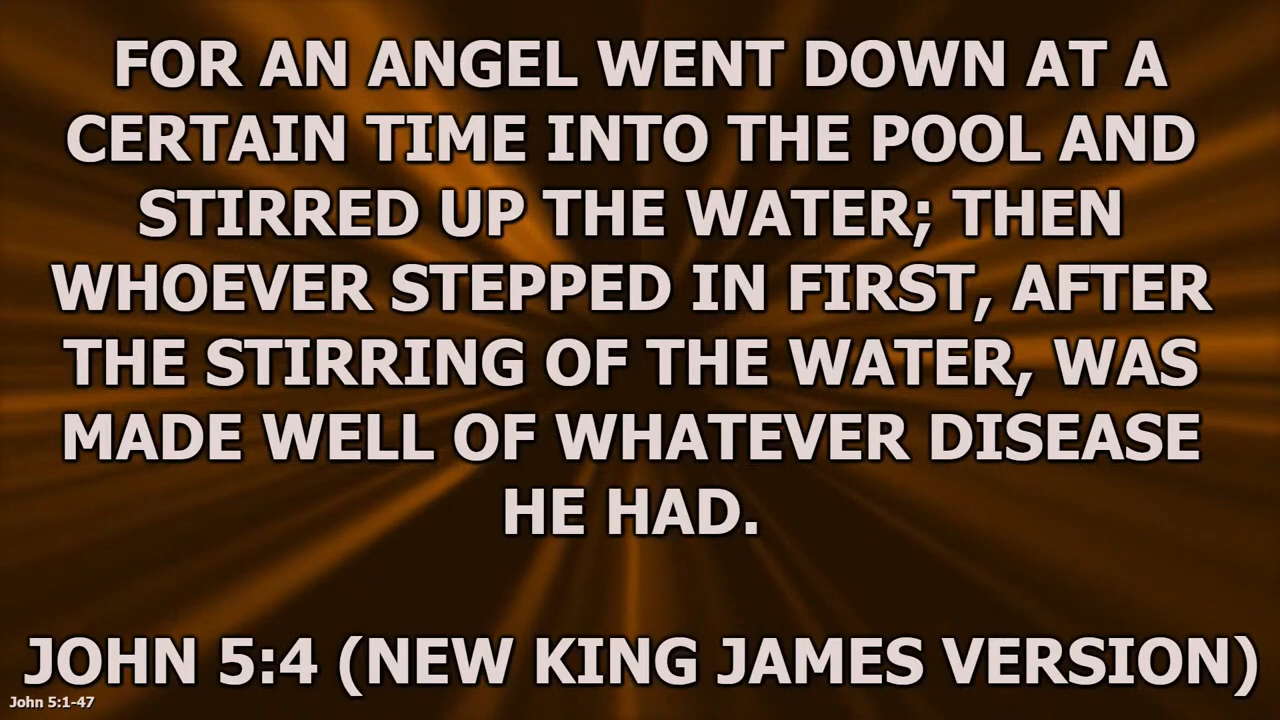 FOR AN ANGEL WENT DOWN AT A
CERTAIN TIME INTO THE POOL AND
STIRRED UP THE WATER; THEN
WHOEVER STEPPED IN FIRST, AFTER
THE STIRRING OF THE WATER, WAS
MADE WELL OF WHATEVER DISEASE
HE HAD.
JOHN 5:4 (NEW KING JAMES VERSION)
John 5:1-47